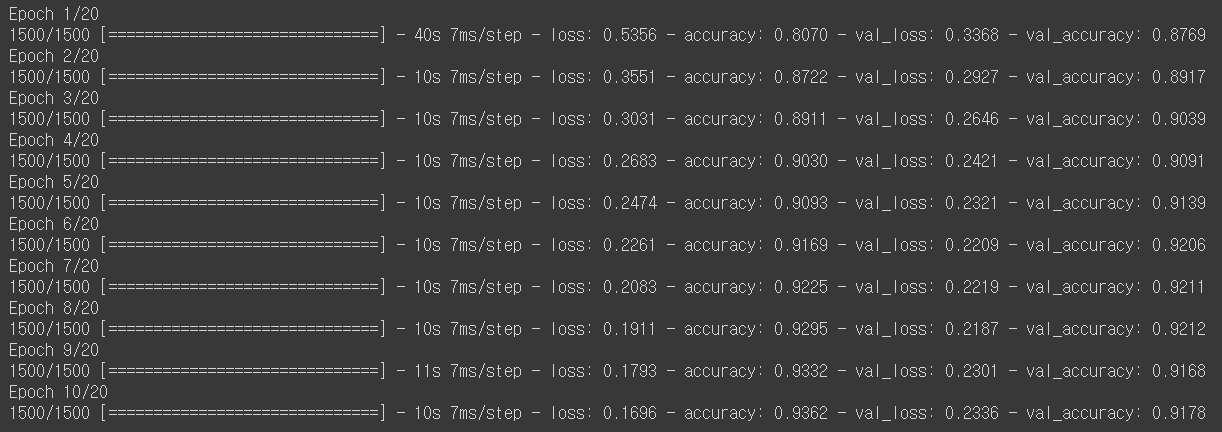 Epoch 1/20
1500/1500 [==============================] - 40s 7ms/step - loss: 0.5356 - accuracy: 0.8070 - val_loss: 0.3368 - val_accuracy: 0.8769
Epoch 2/20
1500/1500 [==============================] - 10s 7ms/step - loss: 0.3551 - accuracy: 0.8722 - val_loss: 0.2927 - val_accuracy: 0.8917
Epoch 3/20
1500/1500 [==============================] - 10s 7ms/step - loss: 0.3031 - accuracy: 0.8911 - val_loss: 0.2646 - val_accuracy: 0.9039
Epoch 4/20
1500/1500 [==============================] - 10s 7ms/step - loss: 0.2683 - accuracy: 0.9030 - val_loss: 0.2421 - val_accuracy: 0.9091
Epoch 5/20
1500/1500 [==============================] - 10s 7ms/step - loss: 0.2474 - accuracy: 0.9093 - val_loss: 0.2321 - val_accuracy: 0.9139
Epoch 6/20
1500/1500 [==============================] - 10s 7ms/step - loss: 0.2261 - accuracy: 0.9169 - val_loss: 0.2209 - val_accuracy: 0.9206
Epoch 7/20
1500/1500 [==============================] - 10s 7ms/step - loss: 0.2083 - accuracy: 0.9225 - val_loss: 0.2219 - val_accuracy: 0.9211
Epoch 8/20
1500/1500 [==============================] - 10s 7ms/step - loss: 0.1911 - accuracy: 0.9295 - val_loss: 0.2187 - val_accuracy: 0.9212
Epoch 9/20
1500/1500 [==============================] - 11s 7ms/step - loss: 0.1793 - accuracy: 0.9332 - val_loss: 0.2301 - val_accuracy: 0.9168
Epoch 10/20
1500/1500 [==============================] - 10s 7ms/step - loss: 0.1696 - accuracy: 0.9362 - val_loss: 0.2336 - val_accuracy: 0.9178